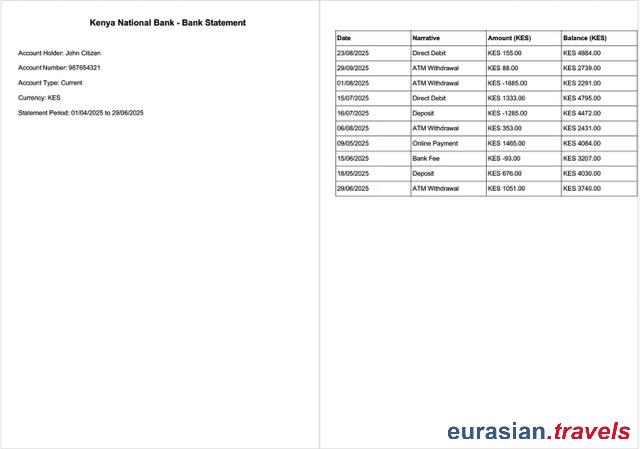 Kenya National Bank - Bank Statement
Account Holder: John Citizen
Account Number: 987654321
Account Type: Current
Currency: KES
Statement Period: 01/04/2025 to 29/06/2025
Date Narrative Amount (KES) Balance (KES)
23/08/2025 Direct Debit KES 155.00 KES 4884.00
29/09/2025 ATM Withdrawal KES 88.00 KES 2739.00
01/08/2025 ATM Withdrawal KES -1685.00 KES 2291.00
15/07/2025 Direct Debit KES 1333.00 KES 4795.00
16/07/2025 Deposit KES -1285.00 KES 4472.00
06/08/2025 ATM Withdrawal KES 353.00 KES 2431.00
09/05/2025 Online Payment KES 1465.00 KES 4084.00
15/06/2025 Bank Fee KES -93.00 KES 3207.00
18/05/2025 Deposit KES 676.00 KES 4030.00
29/06/2025 ATM Withdrawal KES 1051.00 KES 3740.00
eurasian.travels